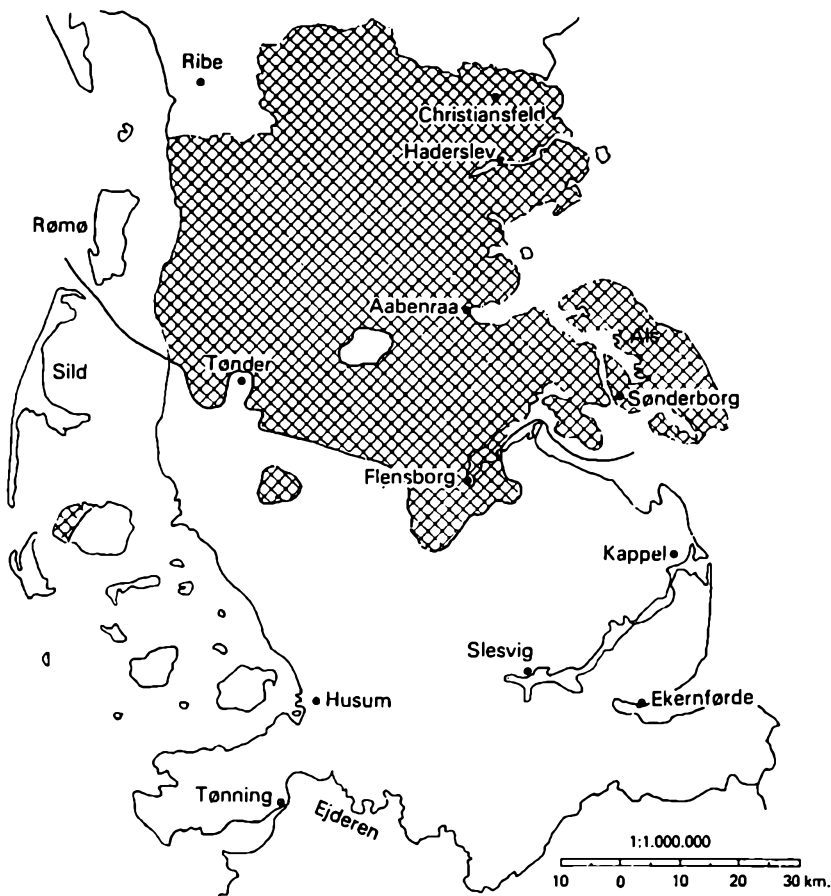 Ribe
Christiansfeld
Haderslev
Rømø
Aabenraa
Als
Sild
Tønder
Sønderborg
Flensborg
Kappel
Slesvig
Husum
Ekernførde
Tønning
Ejderen
1:1.000.000
10 0 10 20 30 km.